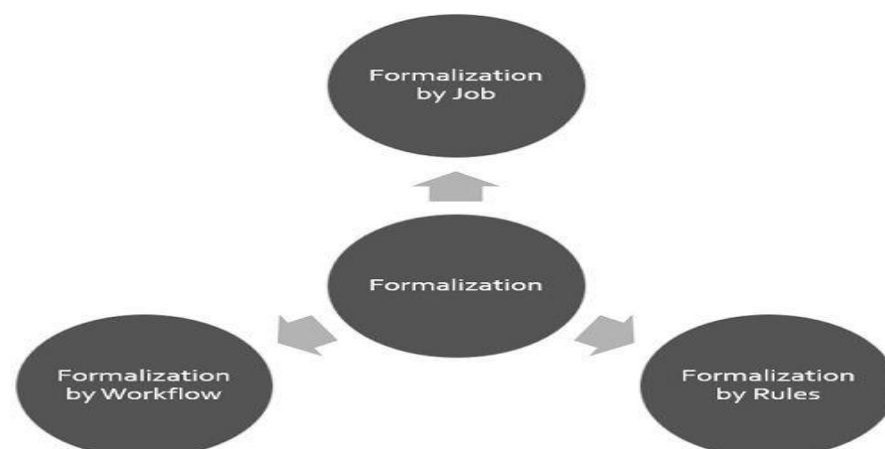 Formalization
by Job
Formalization
Formalization
by Workflow
Formalization
by Rules